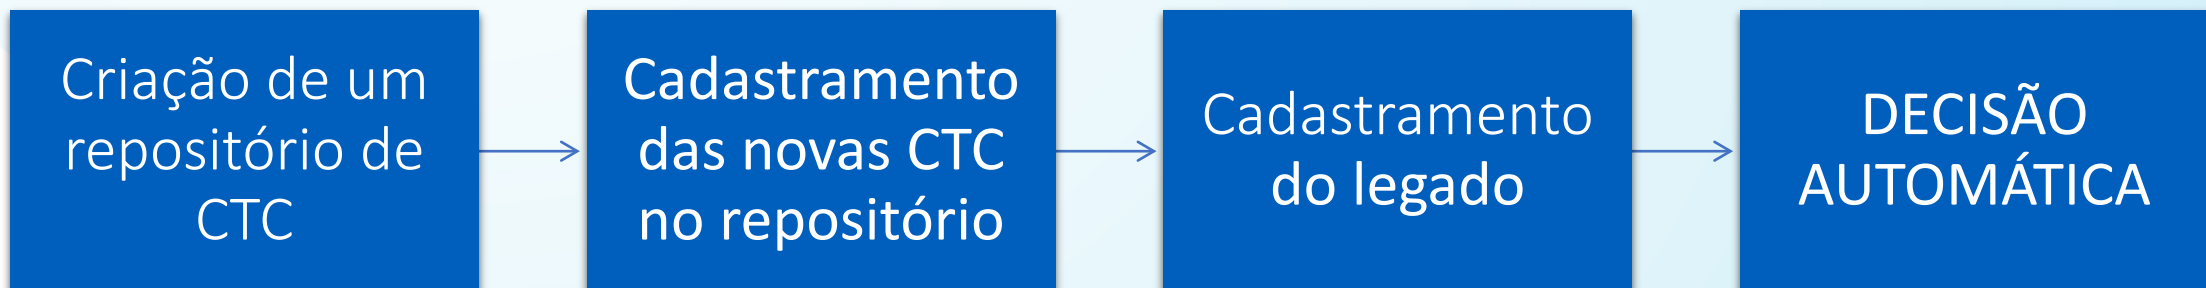 Criação de um
repositório de
CTC
Cadastramento
das novas CTC
no repositório
Cadastramento
do legado
DECISÃO
AUTOMÁTICA